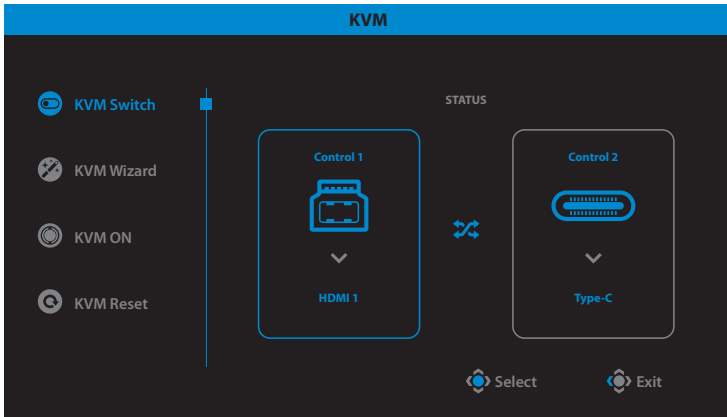 KVM
KVM Switch
KVM Wizard
KVM ON
KVM Reset
STATUS
Control 1
HDMI 1
Control 2
Type-C
Select
Exit